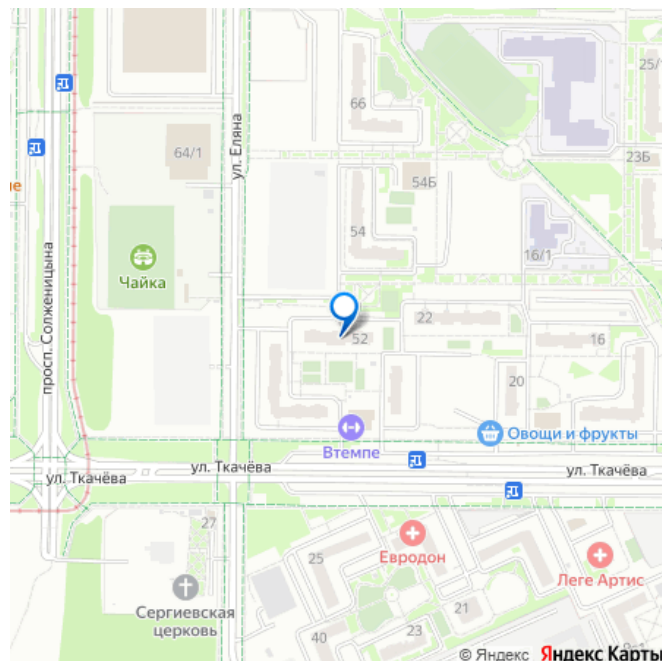 25/
66
64/1
ул. Еляна
23Б
54Б
54
16/1
Чайка
просп. Солженицына
22
52
16
20
Втемпе
Овощи и фрукты
ул. Ткачёва
ул. Ткачёва
ул. Ткачёва
27
25
Евродон
Леге Артис
21
Сергиевская
церковь
40
23
© Яндекс Яндекс Карты